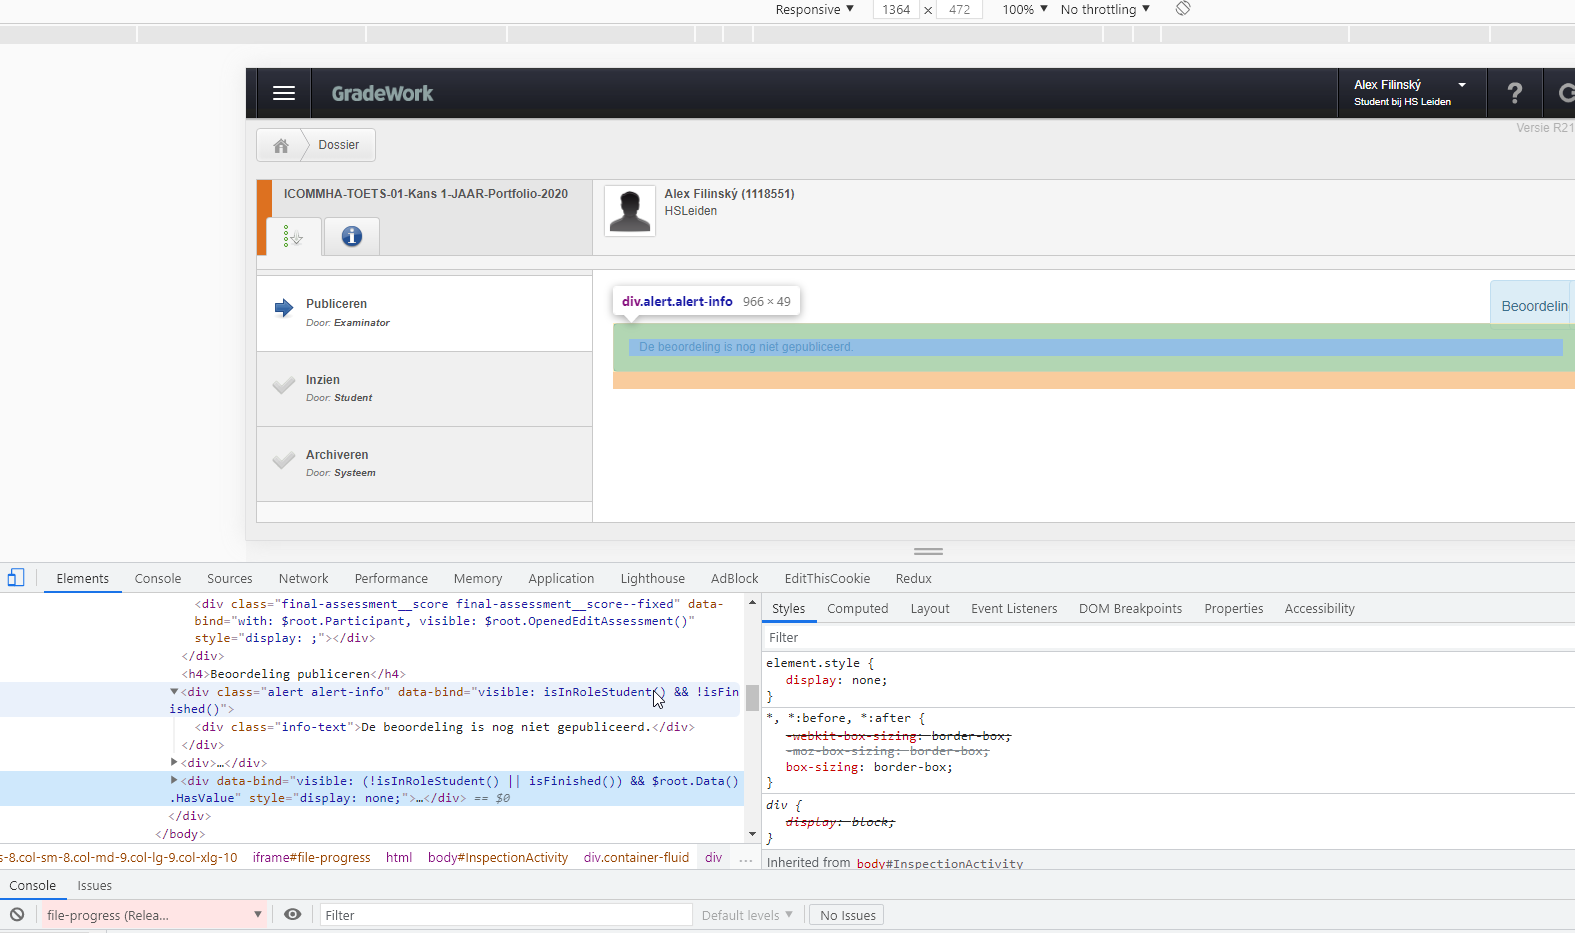 Responsive ▼ 1364 × 472 100% ▼ No throttling ▼
GradeWork
Alex Filinský
Student bij HS Leiden
?
Versie R21
Dossier
ICOMMHA-TOETS-01-Kans 1-JAAR-Portfolio-2020
Alex Filinský (1118551)
HSLeiden
Publiceren
Door: Examinator
Inzien
Door: Student
Archiveren
Door: Systeem
div.alert.alert-info 966 × 49
Beoordelin
De beoordeling is nog niet gepubliceerd.
Elements Console Sources Network Performance Memory Application Lighthouse AdBlock EditThisCookie Redux
<div class="final-assessment__score final-assessment__score--fixed" data-
bind="with: $root.Participant, visible: $root.OpenedEditAssessment()"
style="display: ;"></div>
</div>
<h4>Beoordeling publiceren</h4>
▼<div class="alert alert-info" data-bind="visible: isInRoleStudent() && !isFin
ished()">
<div class="info-text">De beoordeling is nog niet gepubliceerd.</div>
</div>
▶<div>…</div>
▶<div data-bind="visible: (!isInRoleStudent() || isFinished()) && $root.Data()
.HasValue" style="display: none;">…</div> == $0
</div>
</body>
s-8.col-sm-8.col-md-9.col-lg-9.col-xlg-10 iframe#file-progress html body#InspectionActivity div.container-fluid div ...
Styles Computed Layout Event Listeners DOM Breakpoints Properties Accessibility
Filter
element.style {
display: none;
}
*, *:before, *:after {
-webkit-box-sizing: border-box;
-moz-box-sizing: border-box;
box-sizing: border-box;
}
div {
display: block;
}
Inherited from body#InspectionActivity
Console Issues
file-progress (Relea... ▼ Filter Default levels ▼ No Issues